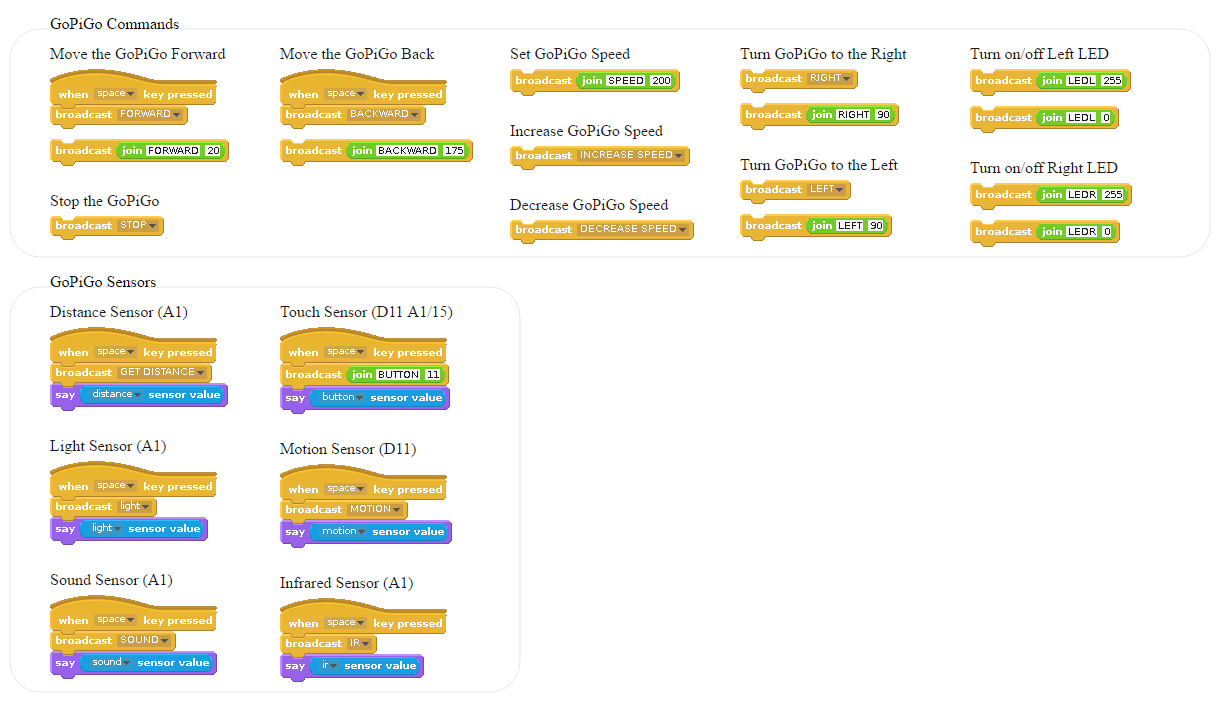 GoPiGo Commands
Move the GoPiGo Forward
when space key pressed
broadcast FORWARD
broadcast join FORWARD 20
Stop the GoPiGo
broadcast STOP
Move the GoPiGo Back
when space key pressed
broadcast BACKWARD
broadcast join BACKWARD 175
Set GoPiGo Speed
broadcast join SPEED 200
Increase GoPiGo Speed
broadcast INCREASE SPEED
Decrease GoPiGo Speed
broadcast DECREASE SPEED
Turn GoPiGo to the Right
broadcast RIGHT
broadcast join RIGHT 90
Turn GoPiGo to the Left
broadcast LEFT
broadcast join LEFT 90
Turn on/off Left LED
broadcast join LEDL 255
broadcast join LEDL 0
Turn on/off Right LED
broadcast join LEDR 255
broadcast join LEDR 0
GoPiGo Sensors
Distance Sensor (A1)
when space key pressed
broadcast GET DISTANCE
say distance sensor value
Light Sensor (A1)
when space key pressed
broadcast light
say light sensor value
Sound Sensor (A1)
when space key pressed
broadcast SOUND
say sound sensor value
Touch Sensor (D11 A1/15)
when space key pressed
broadcast join BUTTON 11
say button sensor value
Motion Sensor (D11)
when space key pressed
broadcast MOTION
say motion sensor value
Infrared Sensor (A1)
when space key pressed
broadcast IR
say ir sensor value